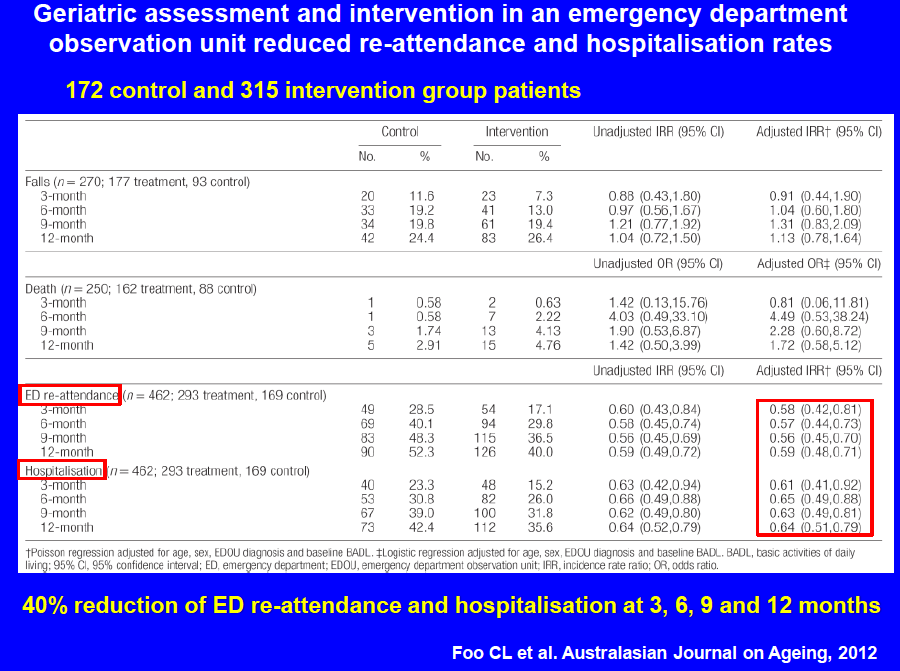 Geriatric assessment and intervention in an emergency department
observation unit reduced re-attendance and hospitalisation rates
172 control and 315 intervention group patients
Control Intervention Unadjusted IRR (95% CI) Adjusted IRR† (95% CI)
No. % No. %
Falls (n = 270; 177 treatment, 93 control)
3-month 20 11.6 23 7.3 0.88 (0.43,1.80) 0.91 (0.44,1.90)
6-month 33 19.2 41 13.0 0.97 (0.56,1.67) 1.04 (0.60,1.80)
9-month 34 19.8 61 19.4 1.21 (0.77,1.92) 1.31 (0.83,2.09)
12-month 42 24.4 83 26.4 1.04 (0.72,1.50) 1.13 (0.78,1.64)
Unadjusted OR (95% CI) Adjusted OR‡ (95% CI)
Death (n = 250; 162 treatment, 88 control)
3-month 1 0.58 2 0.63 1.42 (0.13,15.76) 0.81 (0.06,11.81)
6-month 1 0.58 7 2.22 4.03 (0.49,33.10) 4.49 (0.53,38.24)
9-month 3 1.74 13 4.13 1.90 (0.53,6.87) 2.28 (0.60,8.72)
12-month 5 2.91 15 4.76 1.42 (0.50,3.99) 1.72 (0.58,5.12)
Unadjusted IRR (95% CI) Adjusted IRR† (95% CI)
ED re-attendance (n = 462; 293 treatment, 169 control)
3-month 49 28.5 54 17.1 0.60 (0.43,0.84) 0.58 (0.42,0.81)
6-month 69 40.1 94 29.8 0.58 (0.45,0.74) 0.57 (0.44,0.73)
9-month 83 48.3 115 36.5 0.56 (0.45,0.69) 0.56 (0.45,0.70)
12-month 90 52.3 126 40.0 0.59 (0.49,0.72) 0.59 (0.48,0.71)
Hospitalisation (n = 462; 293 treatment, 169 control)
3-month 40 23.3 48 15.2 0.63 (0.42,0.94) 0.61 (0.41,0.92)
6-month 53 30.8 82 26.0 0.66 (0.49,0.88) 0.65 (0.49,0.88)
9-month 67 39.0 100 31.8 0.62 (0.49,0.80) 0.63 (0.49,0.81)
12-month 73 42.4 112 35.6 0.64 (0.52,0.79) 0.64 (0.51,0.79)
†Poisson regression adjusted for age, sex, EDOU diagnosis and baseline BADL. ‡Logistic regression adjusted for age, sex, EDOU diagnosis and baseline BADL. BADL, basic activities of daily
living; 95% CI, 95% confidence interval; ED, emergency department; EDOU, emergency department observation unit; IRR, incidence rate ratio; OR, odds ratio.
40% reduction of ED re-attendance and hospitalisation at 3, 6, 9 and 12 months
Foo CL et al. Australasian Journal on Ageing, 2012